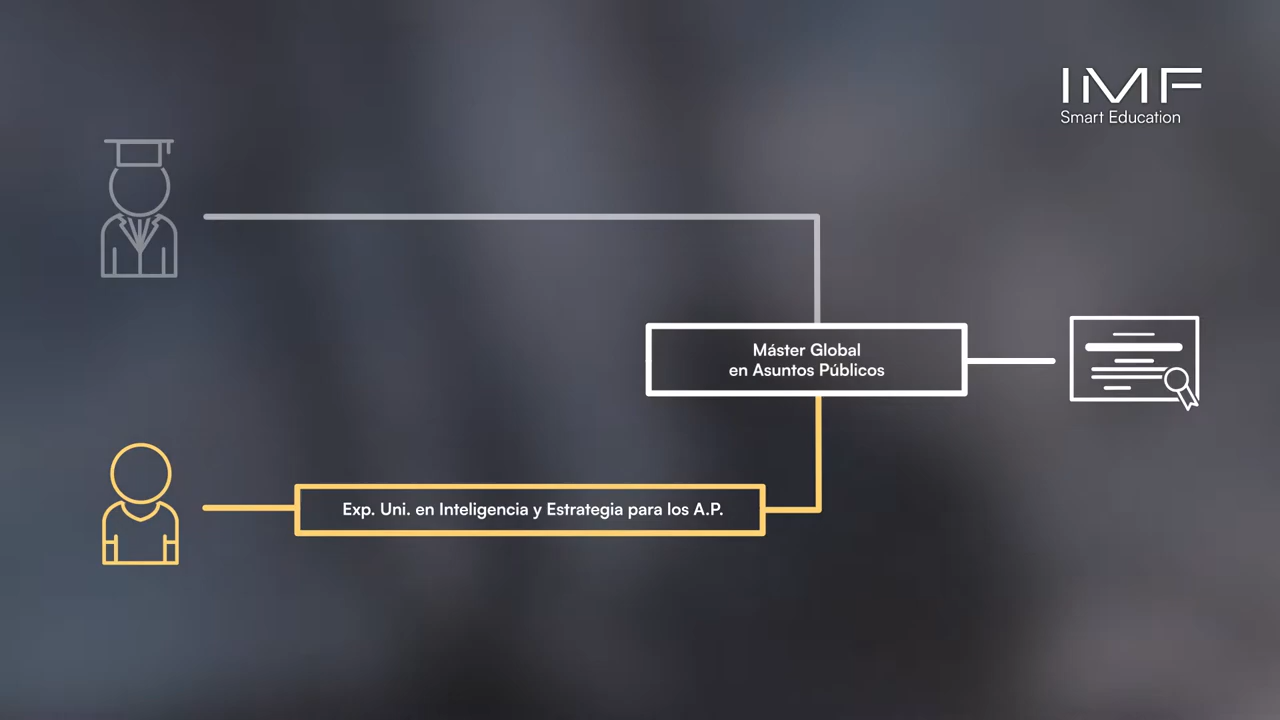 IMF
Smart Education
Máster Global
en Asuntos Públicos
Exp. Uni. en Inteligencia y Estrategia para los A.P.